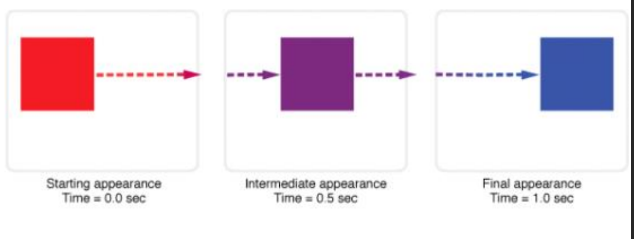 Starting appearance
Time = 0.0 sec
Intermediate appearance
Time = 0.5 sec
Final appearance
Time = 1.0 sec